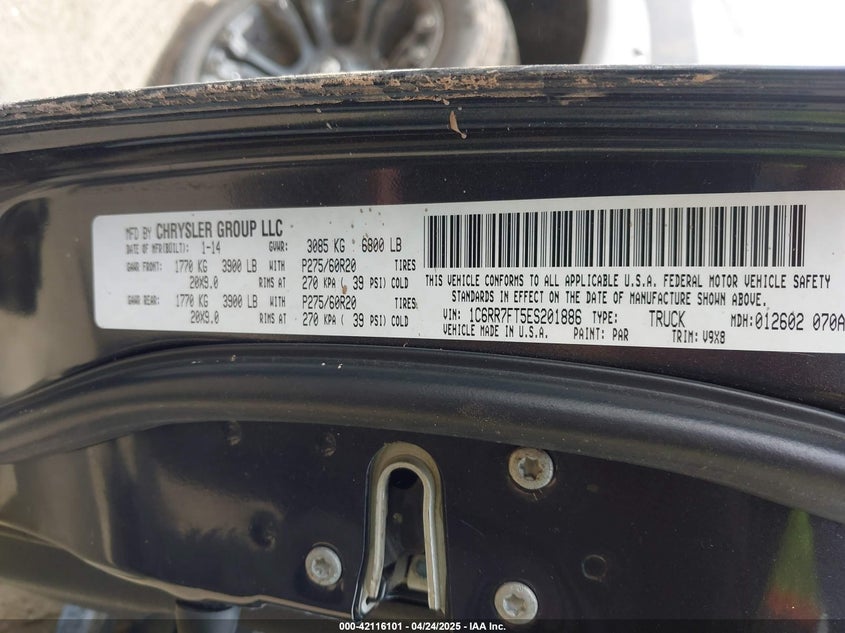 MFD BY CHRYSLER GROUP LLC
DATE OF MFR(BUILT): 1-14 GVWR: 3085 KG 6800 LB
GAWR FRONT: 1770 KG 3900 LB WITH P275/60R20 TIRES
20X9.0 RIMS AT 270 KPA ( 39 PSI) COLD
GAWR REAR: 1770 KG 3900 LB WITH P275/60R20 TIRES
20X9.0 RIMS AT 270 KPA ( 39 PSI) COLD
THIS VEHICLE CONFORMS TO ALL APPLICABLE U.S.A. FEDERAL MOTOR VEHICLE SAFETY
STANDARDS IN EFFECT ON THE DATE OF MANUFACTURE SHOWN ABOVE.
VIN: 1C6RR7FT5ES201886 TYPE: TRUCK MDH: 012602 070A
VEHICLE MADE IN U.S.A. PAINT: PAR TRIM: V9X8
000-42116101 - 04/24/2025 - IAA Inc.